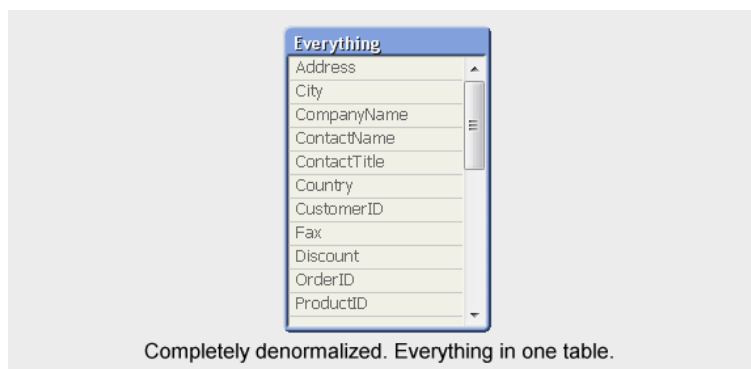 Everything
Address
City
CompanyName
ContactName
ContactTitle
Country
CustomerID
Fax
Discount
OrderID
ProductID
Completely denormalized. Everything in one table.